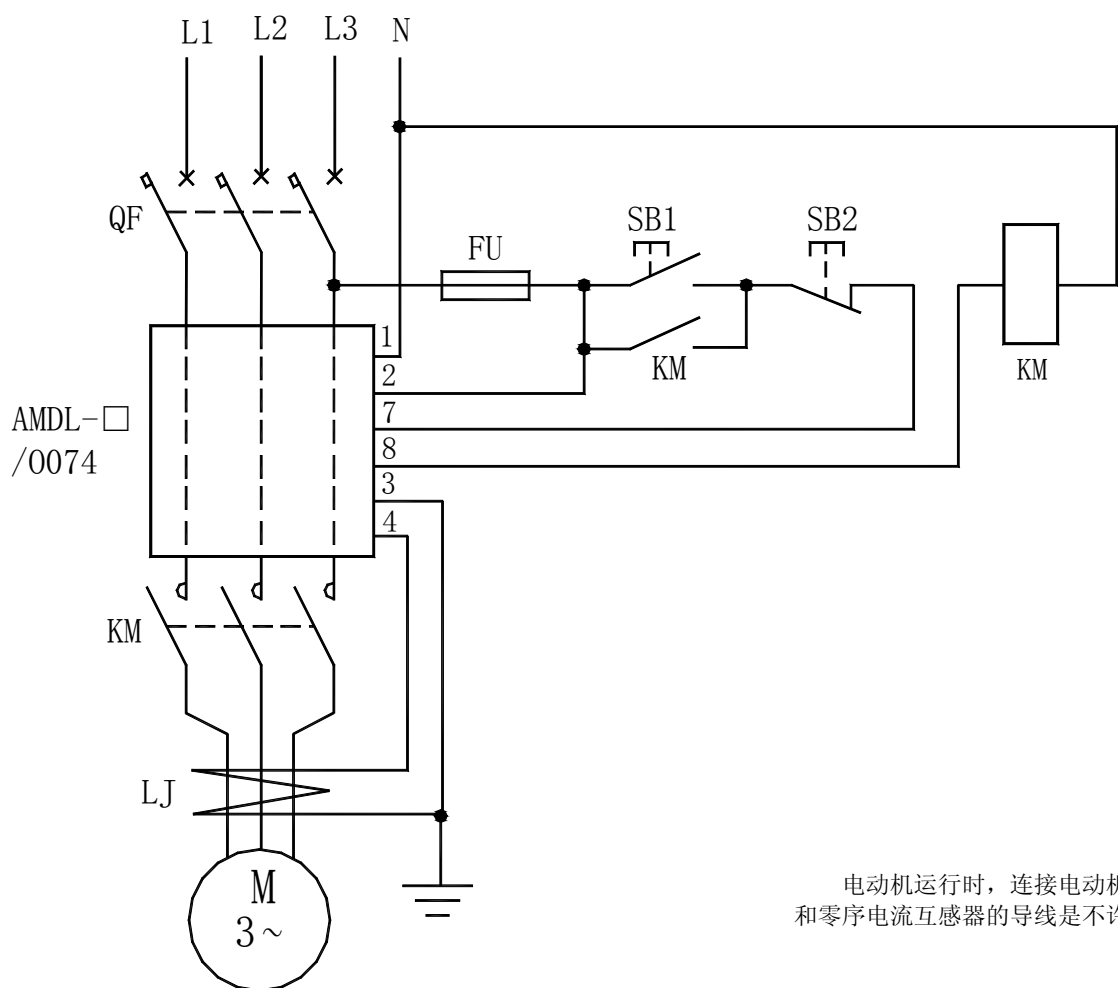 L1 L2 L3 N
QF
FU
SB1
SB2
KM
KM
1
2
7
8
3
4
AMDL-□
/0074
KM
LJ
M
3~
电动机运行时，连接电动机
和零序电流互感器的导线是不许